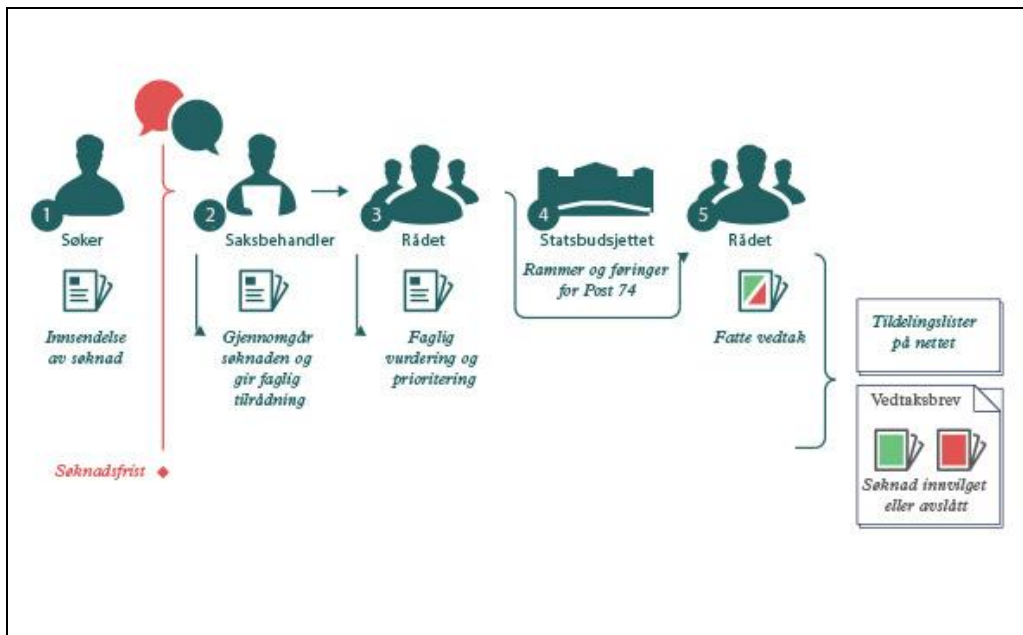 1
Søker
Innsendelse
av søknad
Søknadsfrist
2
Saksbehandler
Gjennomgår
søknaden og
gir faglig
tilrådning
3
Rådet
Faglig
vurdering og
prioritering
4
Statsbudsjettet
Rammer og føringer
for Post 74
5
Rådet
Fatte vedtak
Tildelingslister
på nettet
Vedtaksbrev
Søknad innvilget
eller avslått